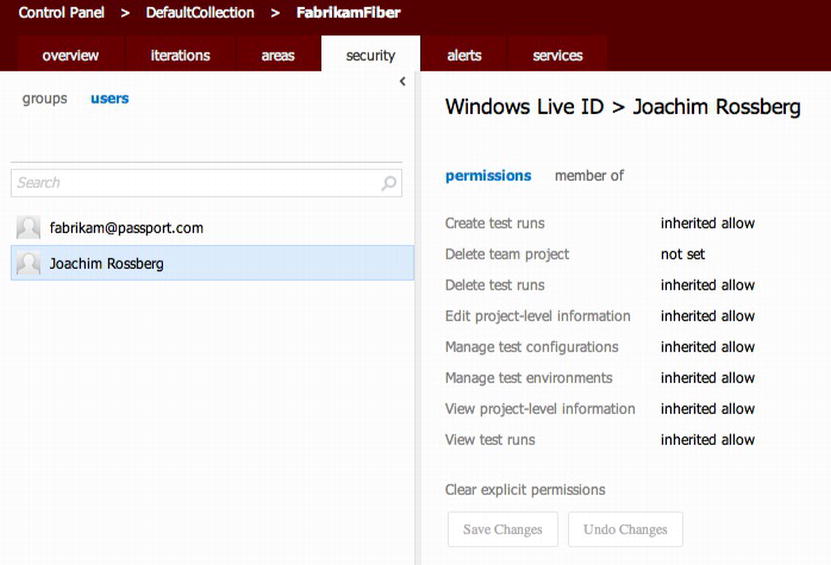 Control Panel > DefaultCollection > FabrikamFiber
overview iterations areas security alerts services
groups users
Search
fabrikam@passport.com
Joachim Rossberg
Windows Live ID > Joachim Rossberg
permissions member of
Create test runs inherited allow
Delete team project not set
Delete test runs inherited allow
Edit project-level information inherited allow
Manage test configurations inherited allow
Manage test environments inherited allow
View project-level information inherited allow
View test runs inherited allow
Clear explicit permissions
Save Changes Undo Changes